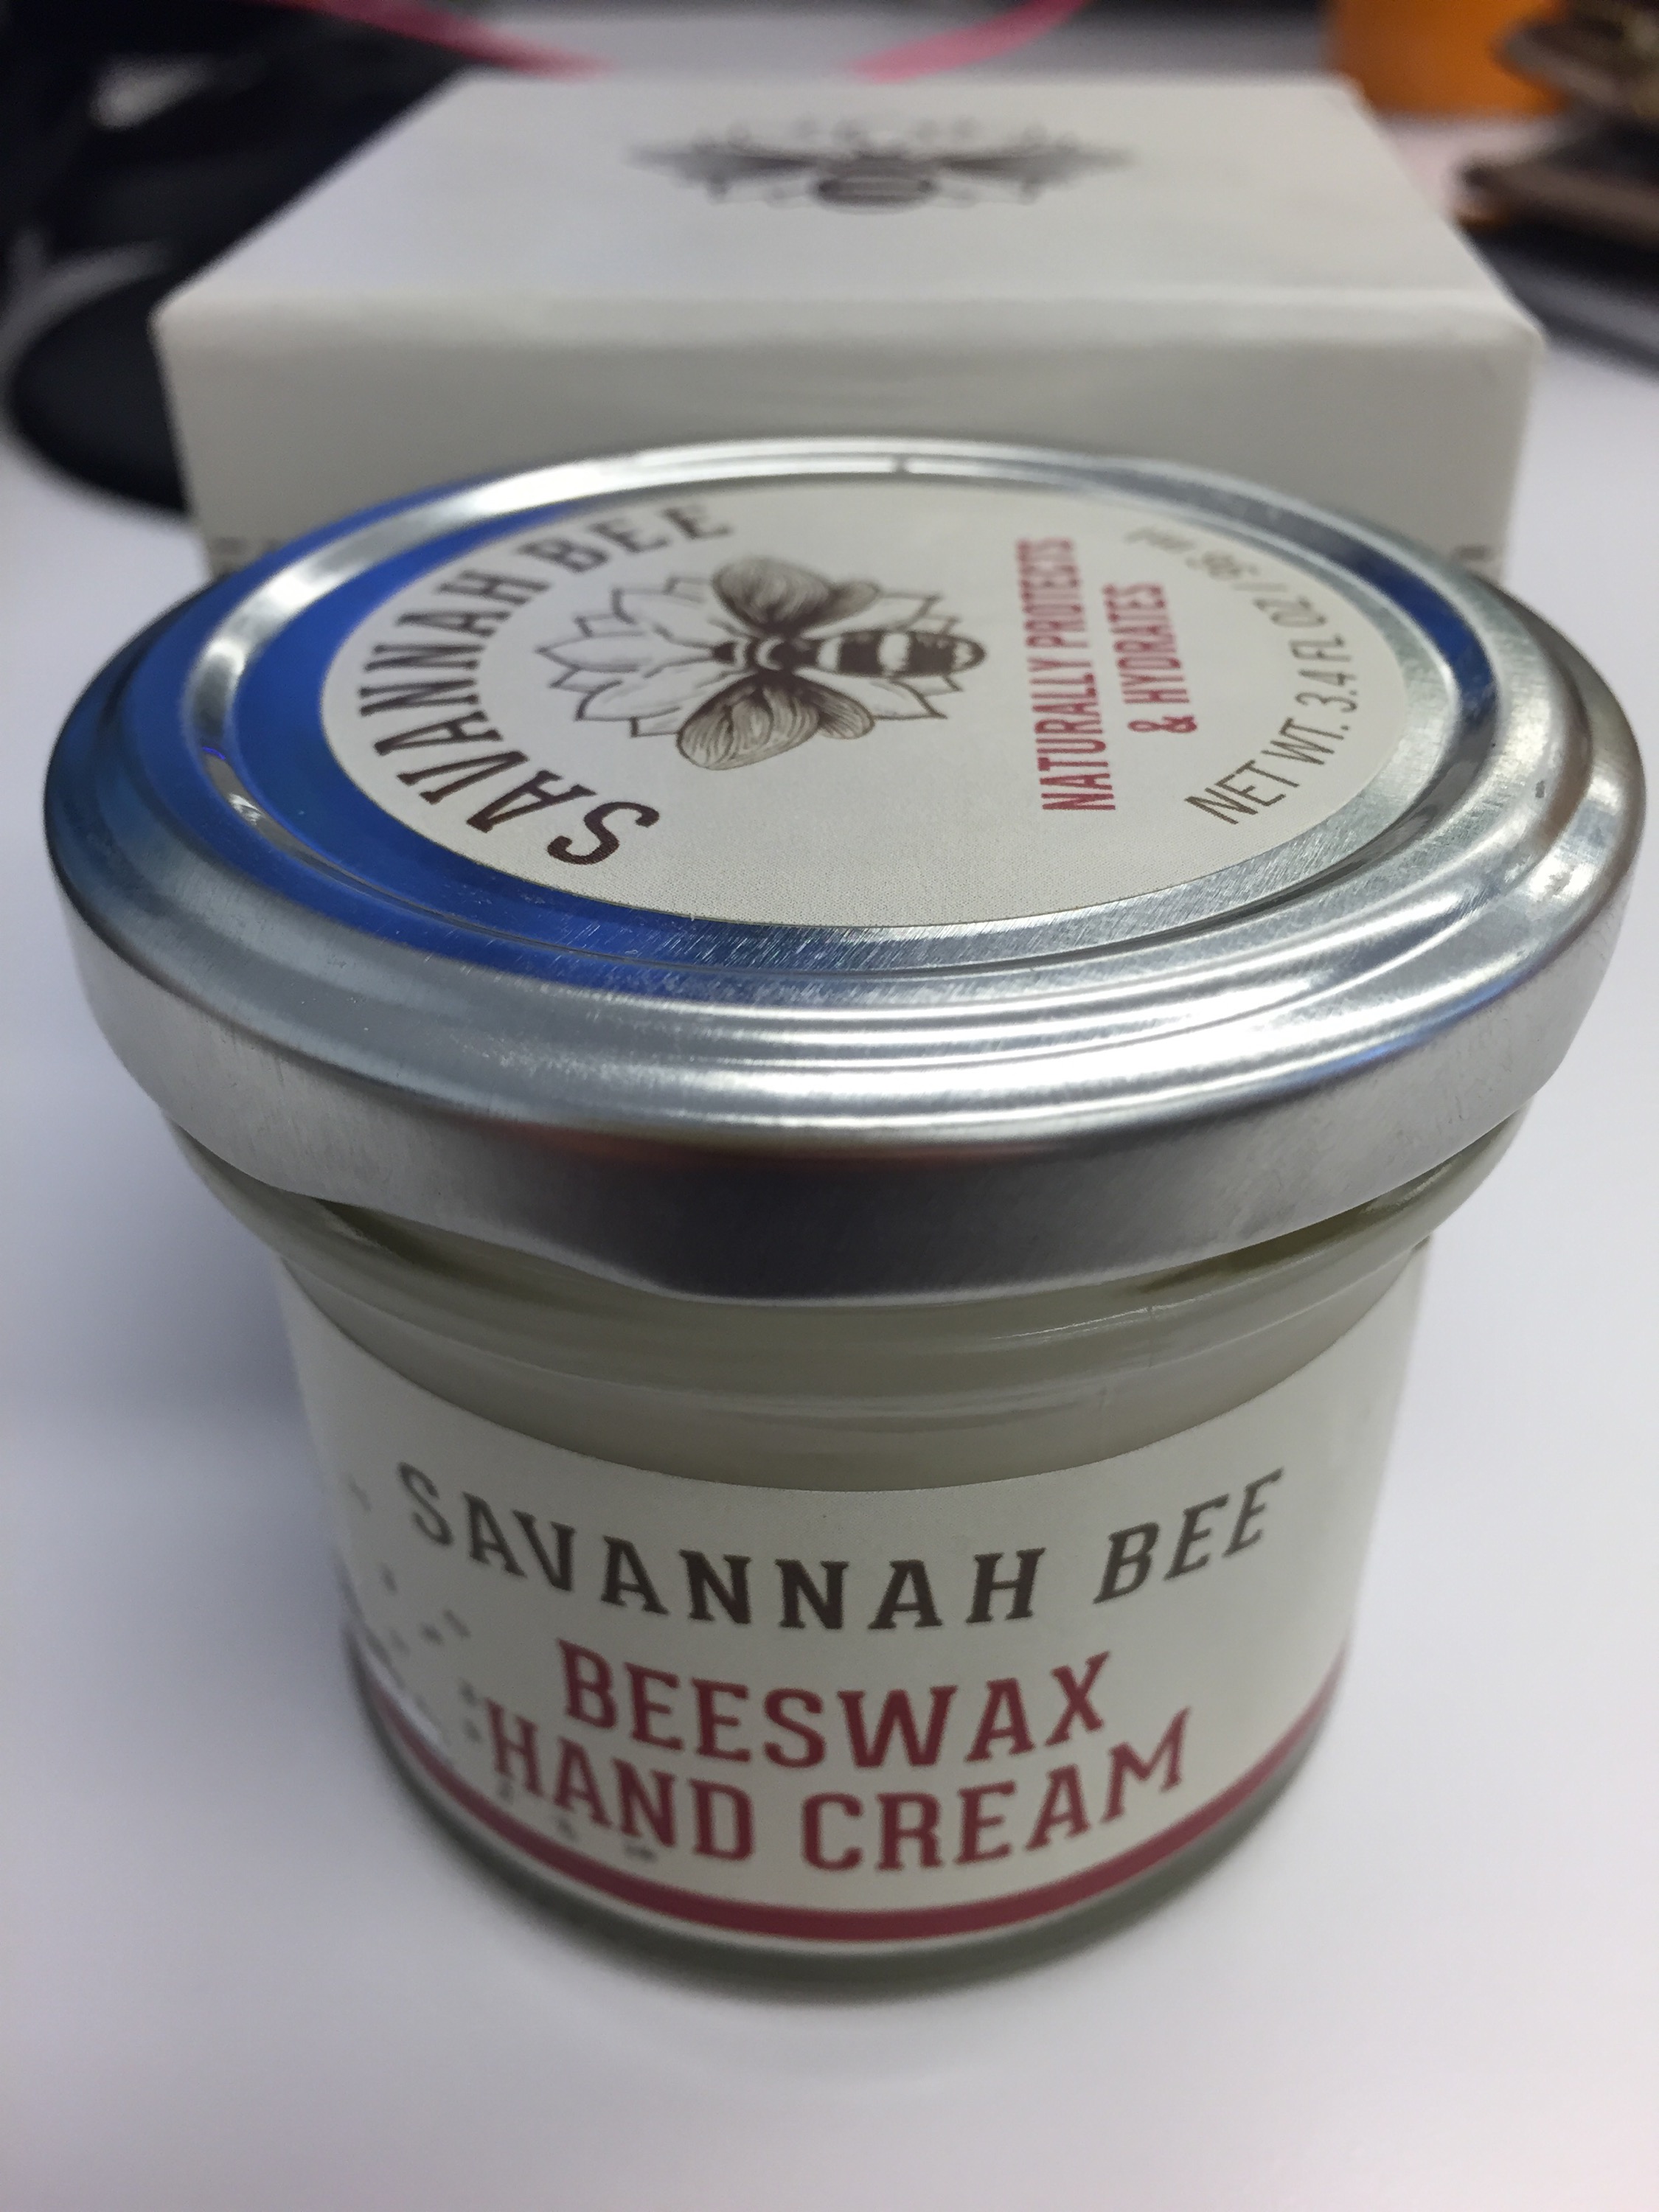 SAVANNAH BEE
NATURALLY PROTECTS
& HYDRATES
NET WT. 3.4 FL OZ /
SAVANNAH BEE
BEESWAX
HAND CREAM